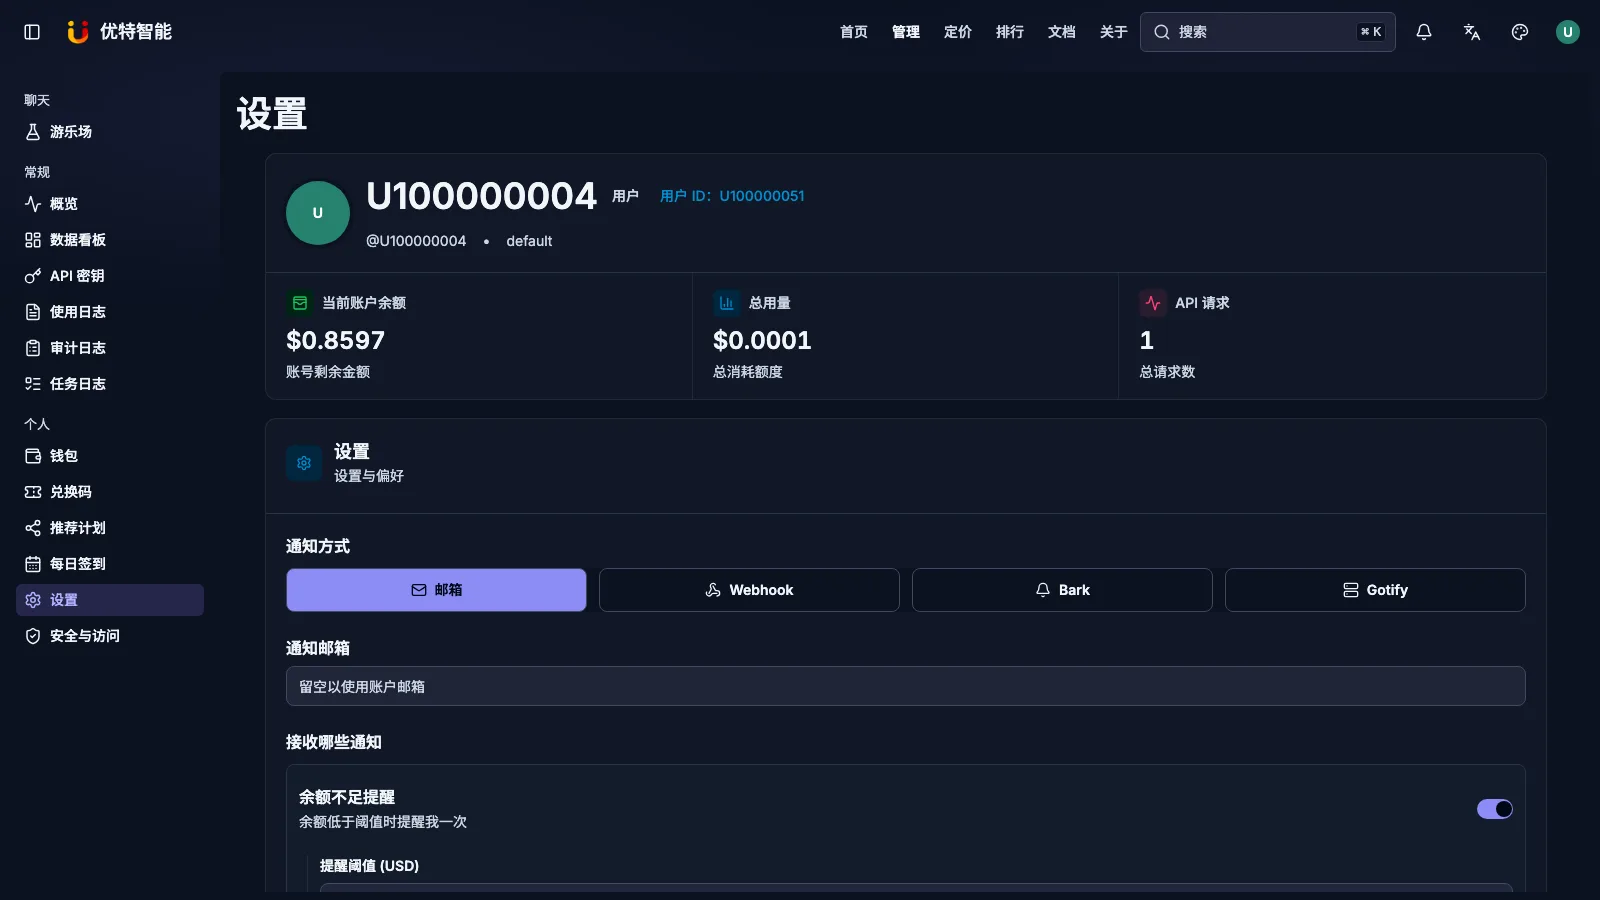 优特智能
首页 管理 定价 排行 文档 关于 搜索 ⌘ K U
聊天
游乐场
常规
概览
数据看板
API 密钥
使用日志
审计日志
任务日志
个人
钱包
兑换码
推荐计划
每日签到
设置
安全与访问
设置
U
U100000004 用户 用户 ID: U100000051
@U100000004 • default
当前账户余额
$0.8597
账号剩余金额
总用量
$0.0001
总消耗额度
API 请求
1
总请求数
设置
设置与偏好
通知方式
邮箱 Webhook Bark Gotify
通知邮箱
留空以使用账户邮箱
接收哪些通知
余额不足提醒
余额低于阈值时提醒我一次
提醒阈值 (USD)